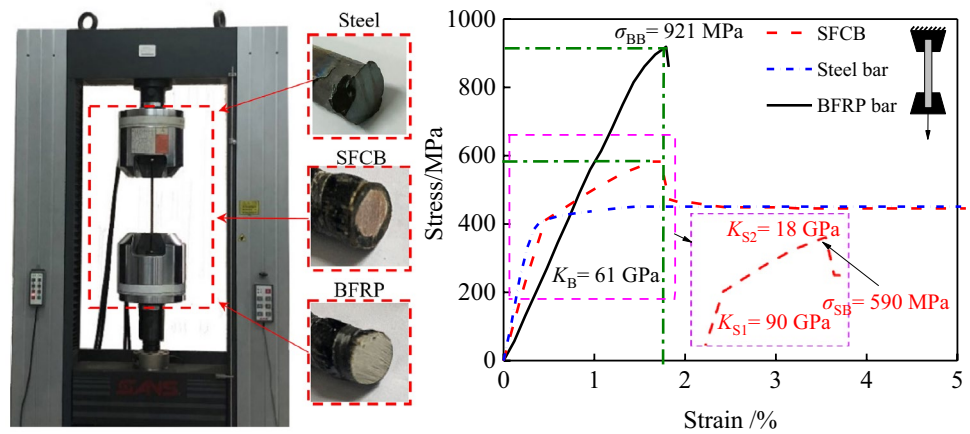 Steel
SFCB
BFRP
SANS
Stress/MPa
1000
800
600
400
200
0
0
1
2
3
4
5
Strain /%
σBB = 921 MPa
SFCB
Steel bar
BFRP bar
KB = 61 GPa
KS2= 18 GPa
σSB= 590 MPa
KS1= 90 GPa